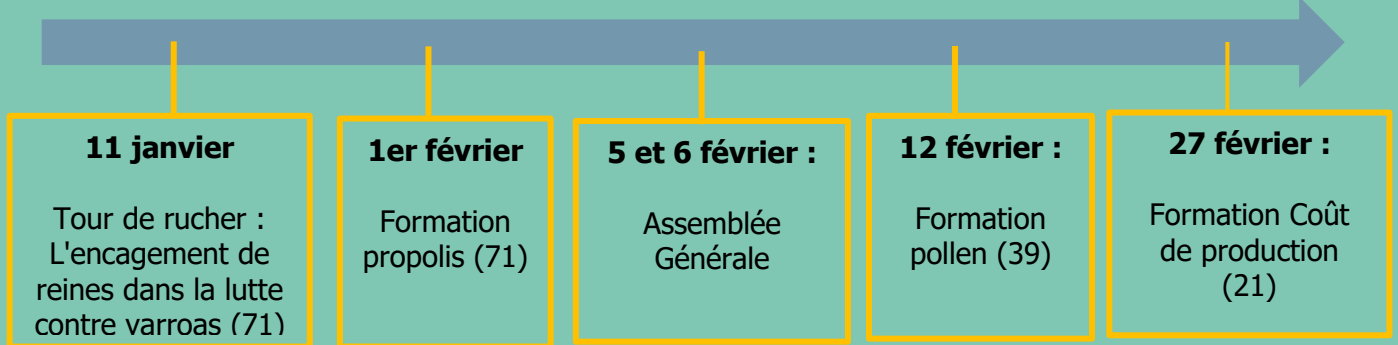 11 janvier
Tour de rucher :
L'encagement de
reines dans la lutte
contre varroas (71)
1er février
Formation
propolis (71)
5 et 6 février :
Assemblée
Générale
12 février :
Formation
pollen (39)
27 février :
Formation Coût
de production
(21)